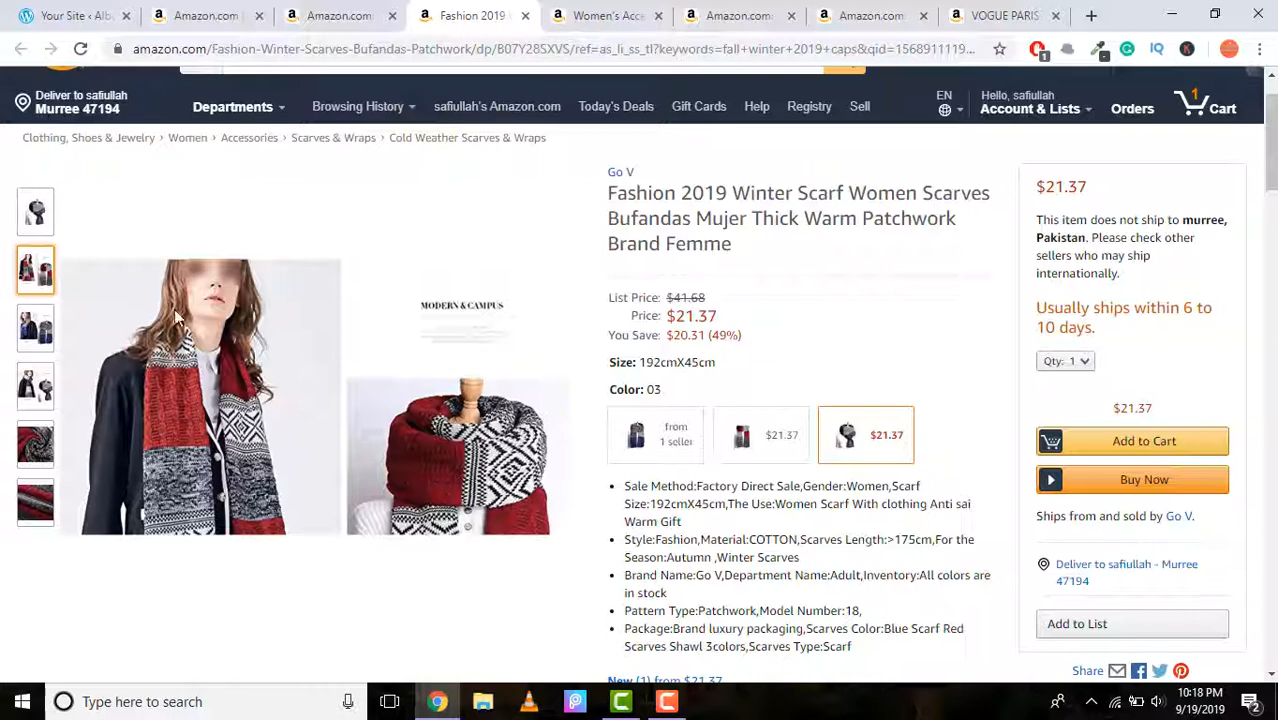 Your Site ‹ Alb
Amazon.com
Amazon.com:
Fashion 2019
Women's Acce
Amazon.com
Amazon.com
VOGUE PARIS:
amazon.com/Fashion-Winter-Scarves-Bufandas-Patchwork/dp/B07Y28SXVS/ref=as_li_ss_tl?keywords=fall+winter+2019+caps&qid=1568911119...
Deliver to safiullah
Murree 47194
Departments
Browsing History
safiullah's Amazon.com
Today's Deals
Gift Cards
Help
Registry
Sell
EN
Hello, safiullah
Account & Lists
Orders
1
Cart
Clothing, Shoes & Jewelry › Women › Accessories › Scarves & Wraps › Cold Weather Scarves & Wraps
Go V
Fashion 2019 Winter Scarf Women Scarves
Bufandas Mujer Thick Warm Patchwork
Brand Femme
MODERN & CAMPUS
List Price: $41.68
Price: $21.37
You Save: $20.31 (49%)
Size: 192cmX45cm
Color: 03
from
1 seller
$21.37
$21.37
• Sale Method:Factory Direct Sale,Gender:Women,Scarf
Size:192cmX45cm,The Use:Women Scarf With clothing Anti sai
Warm Gift
• Style:Fashion,Material:COTTON,Scarves Length:>175cm,For the
Season:Autumn ,Winter Scarves
• Brand Name:Go V,Department Name:Adult,Inventory:All colors are
in stock
• Pattern Type:Patchwork,Model Number:18,
• Package:Brand luxury packaging,Scarves Color:Blue Scarf Red
Scarves Shawl 3colors,Scarves Type:Scarf
New (1) from $21.37
$21.37
This item does not ship to murree,
Pakistan. Please check other
sellers who may ship
internationally.
Usually ships within 6 to
10 days.
Qty: 1
$21.37
Add to Cart
Buy Now
Ships from and sold by Go V.
Deliver to safiullah - Murree
47194
Add to List
Share
Type here to search
10:18 PM
9/19/2019
2